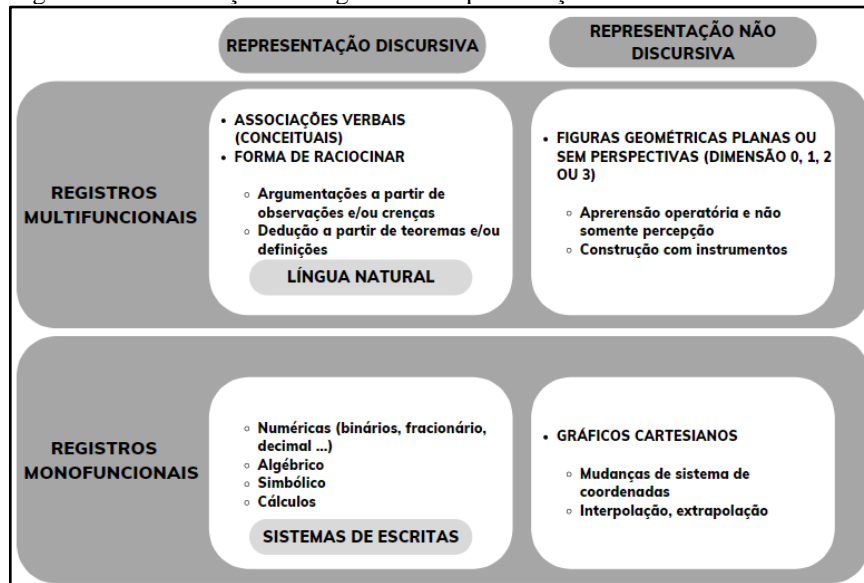 REPRESENTAÇÃO DISCURSIVA
REPRESENTAÇÃO NÃO
DISCURSIVA
REGISTROS
MULTIFUNCIONAIS
• ASSOCIAÇÕES VERBAIS
(CONCEITUAIS)
• FORMA DE RACIOCINAR
◦ Argumentações a partir de
observações e/ou crenças
◦ Dedução a partir de teoremas e/ou
definições
LÍNGUA NATURAL
• FIGURAS GEOMÉTRICAS PLANAS OU
SEM PERSPECTIVAS (DIMENSÃO 0, 1, 2
OU 3)
◦ Aprerensão operatória e não
somente percepção
◦ Construção com instrumentos
REGISTROS
MONOFUNCIONAIS
◦ Numéricas (binários, fracionário,
decimal ...)
◦ Algébrico
◦ Simbólico
◦ Cálculos
SISTEMAS DE ESCRITAS
• GRÁFICOS CARTESIANOS
◦ Mudanças de sistema de
coordenadas
◦ Interpolação, extrapolação